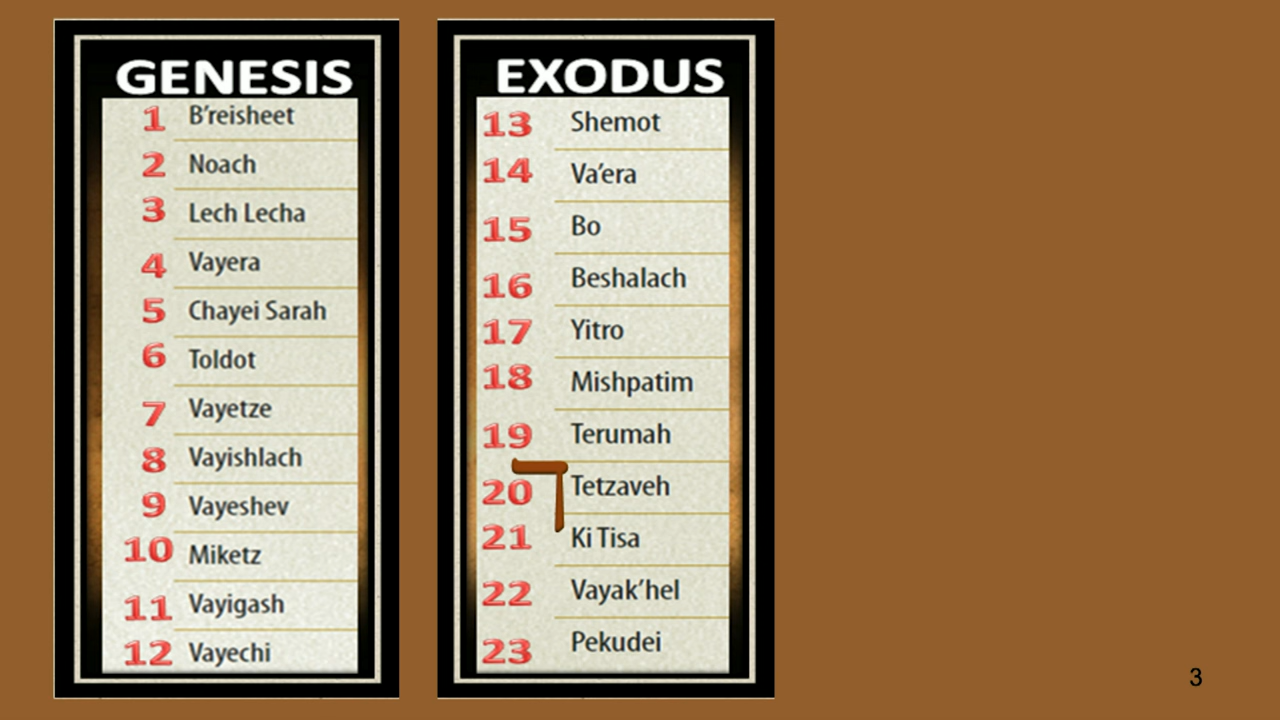 GENESIS
1 B'reisheet
2 Noach
3 Lech Lecha
4 Vayera
5 Chayei Sarah
6 Toldot
7 Vayetze
8 Vayishlach
9 Vayeshev
10 Miketz
11 Vayigash
12 Vayechi
EXODUS
13 Shemot
14 Va'era
15 Bo
16 Beshalach
17 Yitro
18 Mishpatim
19 Terumah
20 Tetzaveh
21 Ki Tisa
22 Vayak'hel
23 Pekudei
3